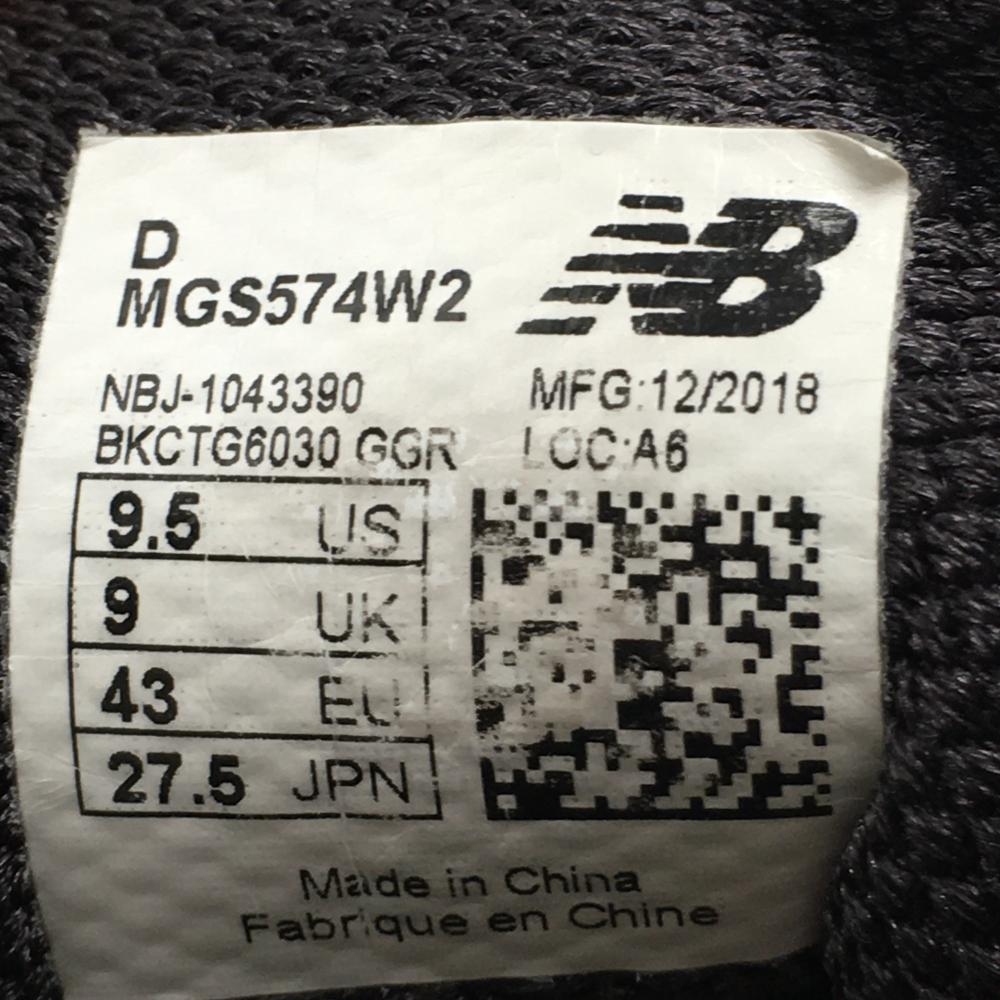 D
MGS574W2
NB
NBJ-1043390
MFG:12/2018
BKCTG6030 GGR
LOC:A6
9.5 US
9 UK
43 EU
27.5 JPN
Made in China
Fabrique en Chine